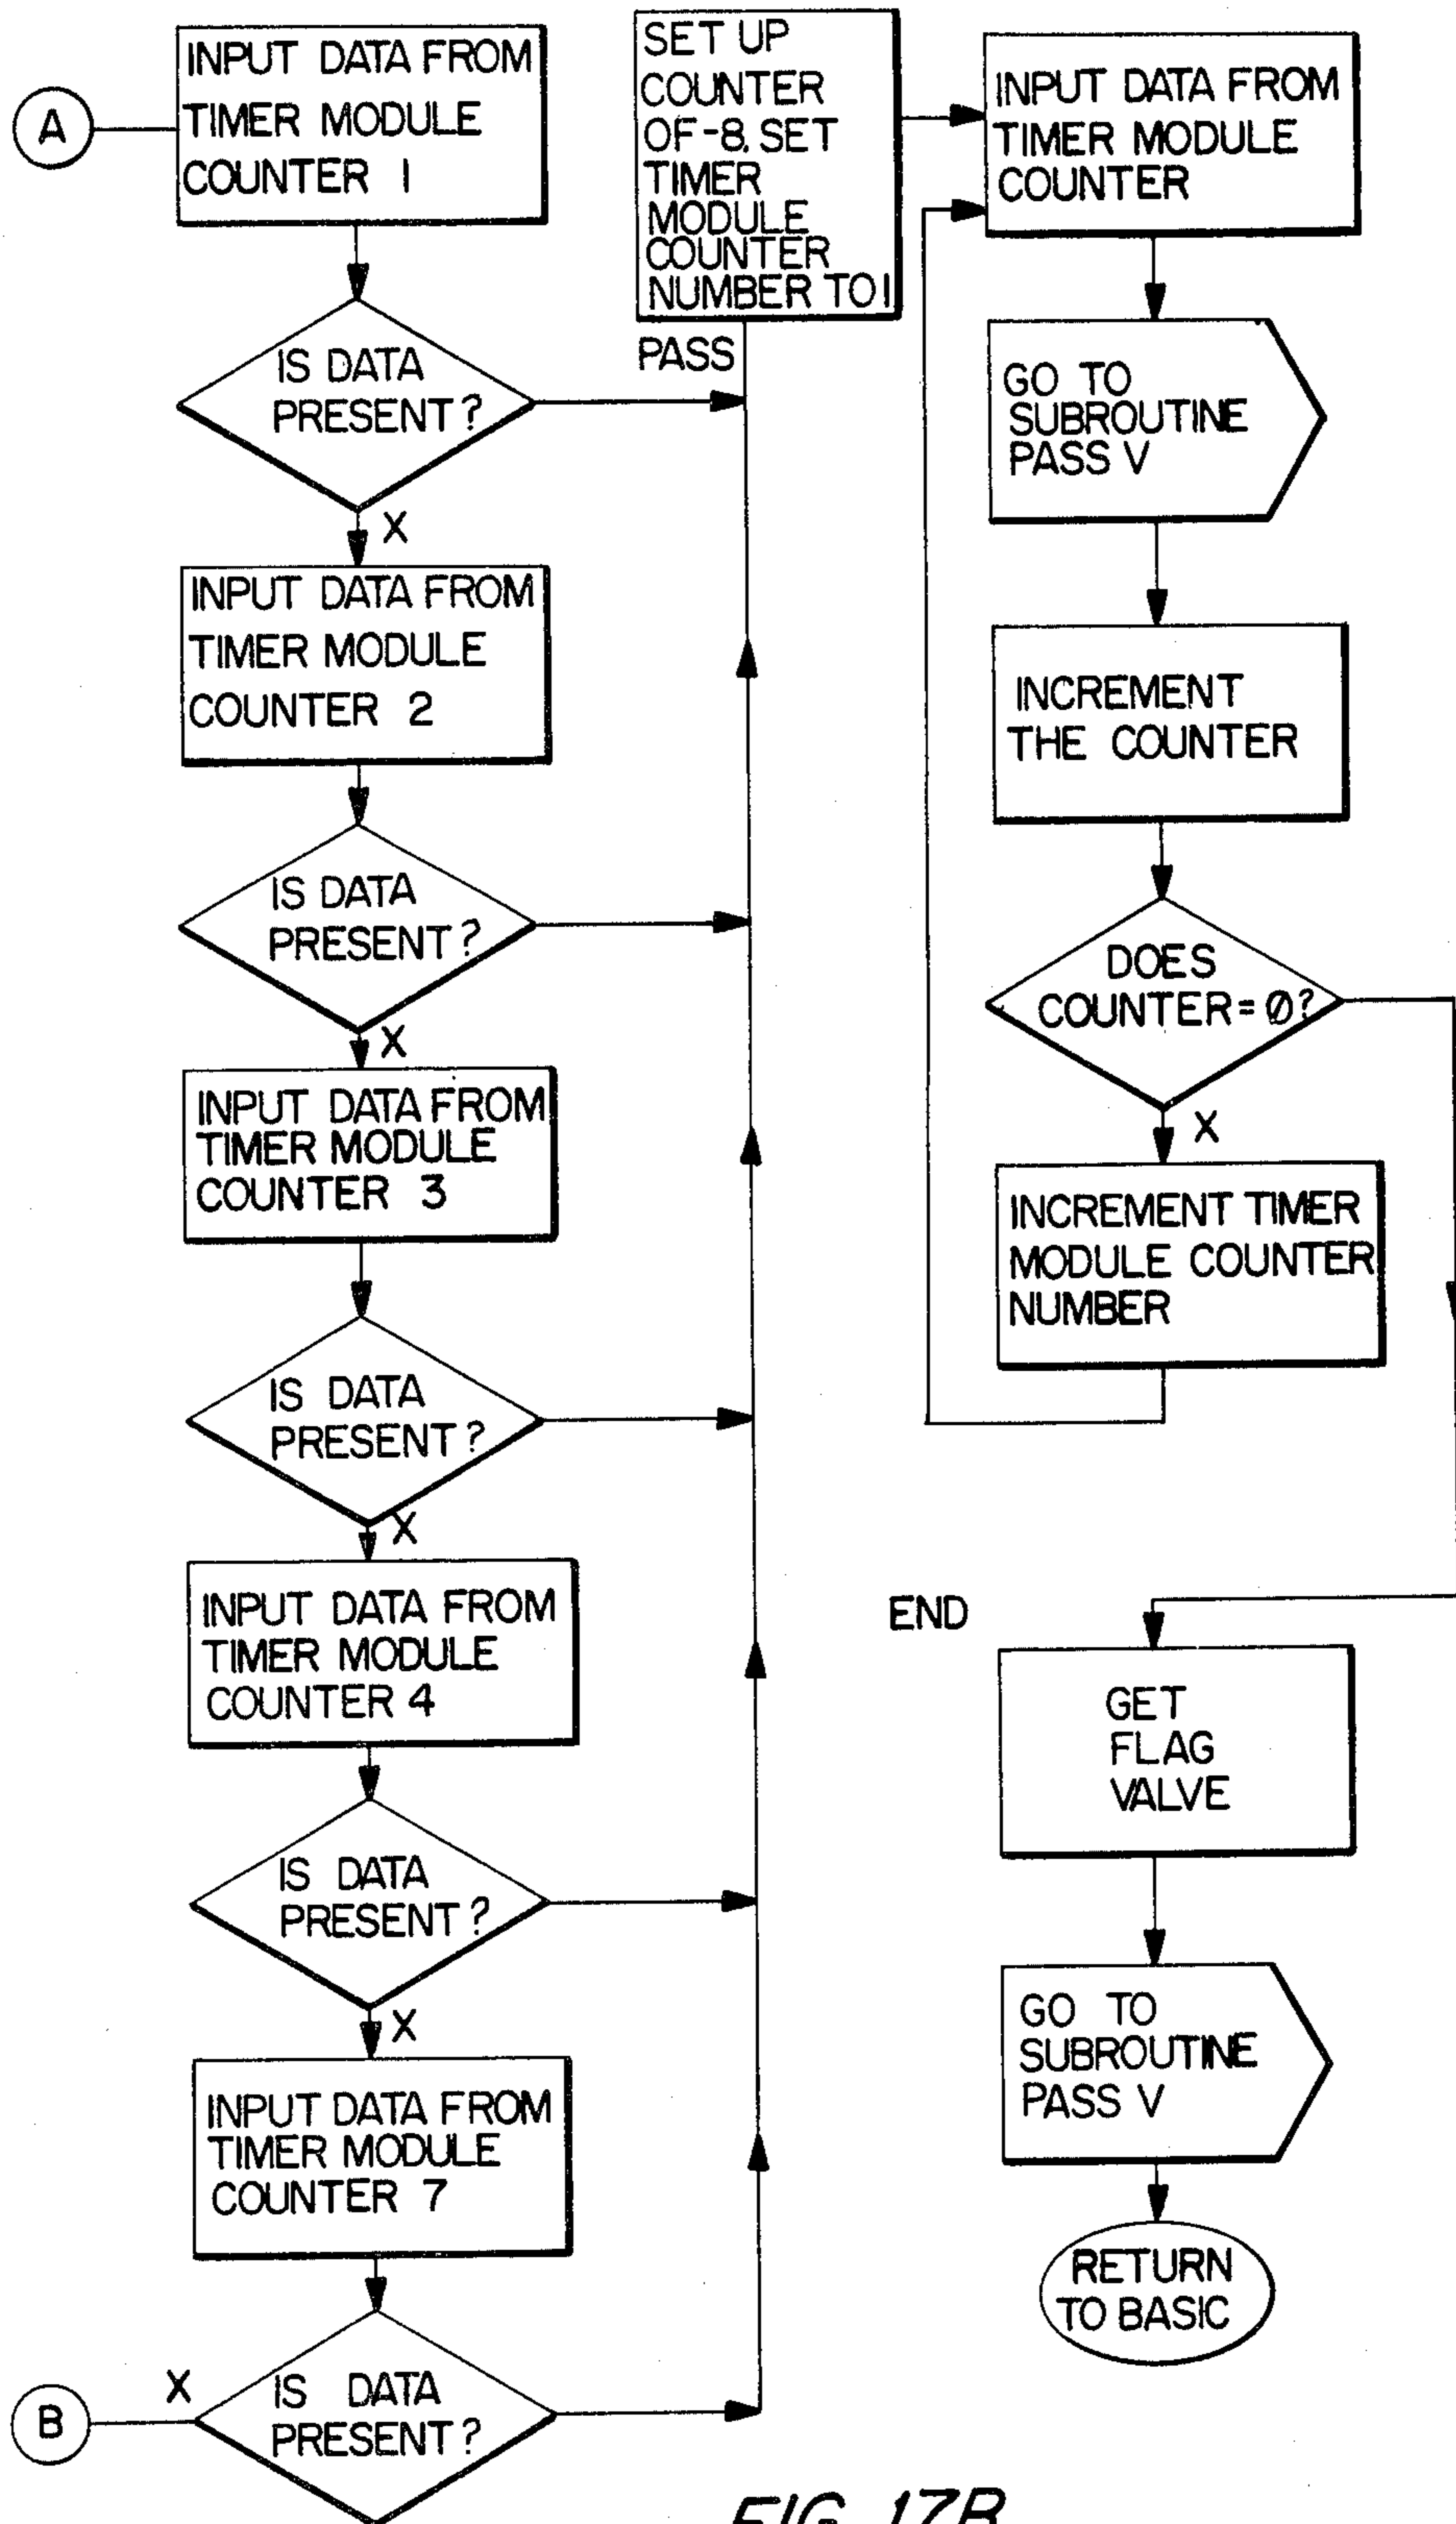 A
INPUT DATA FROM
TIMER MODULE
COUNTER 1
IS DATA
PRESENT?
X
INPUT DATA FROM
TIMER MODULE
COUNTER 2
IS DATA
PRESENT?
X
INPUT DATA FROM
TIMER MODULE
COUNTER 3
IS DATA
PRESENT?
X
INPUT DATA FROM
TIMER MODULE
COUNTER 4
IS DATA
PRESENT?
X
INPUT DATA FROM
TIMER MODULE
COUNTER 7
IS DATA
PRESENT?
X
B
SET UP
COUNTER
OF-8. SET
TIMER
MODULE
COUNTER
NUMBER TO 1
PASS
INPUT DATA FROM
TIMER MODULE
COUNTER
GO TO
SUBROUTINE
PASS V
INCREMENT
THE COUNTER
DOES
COUNTER=Ø?
X
INCREMENT TIMER
MODULE COUNTER
NUMBER
END
GET
FLAG
VALVE
GO TO
SUBROUTINE
PASS V
RETURN
TO BASIC
FIG. 17B